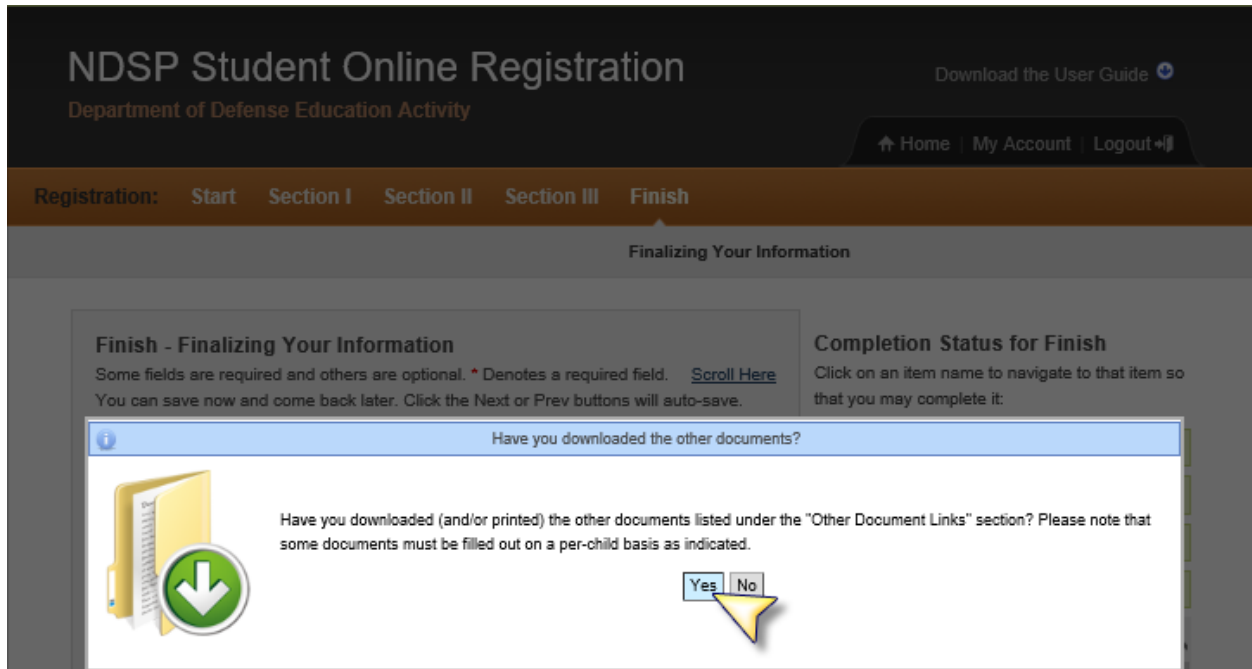 NDSP Student Online Registration
Department of Defense Education Activity
Download the User Guide
Home | My Account | Logout
Registration: Start Section I Section II Section III Finish
Finalizing Your Information
Finish - Finalizing Your Information
Some fields are required and others are optional. * Denotes a required field. Scroll Here
You can save now and come back later. Click the Next or Prev buttons will auto-save.
Completion Status for Finish
Click on an item name to navigate to that item so
that you may complete it:
Have you downloaded the other documents?
Have you downloaded (and/or printed) the other documents listed under the "Other Document Links" section? Please note that
some documents must be filled out on a per-child basis as indicated.
Yes No